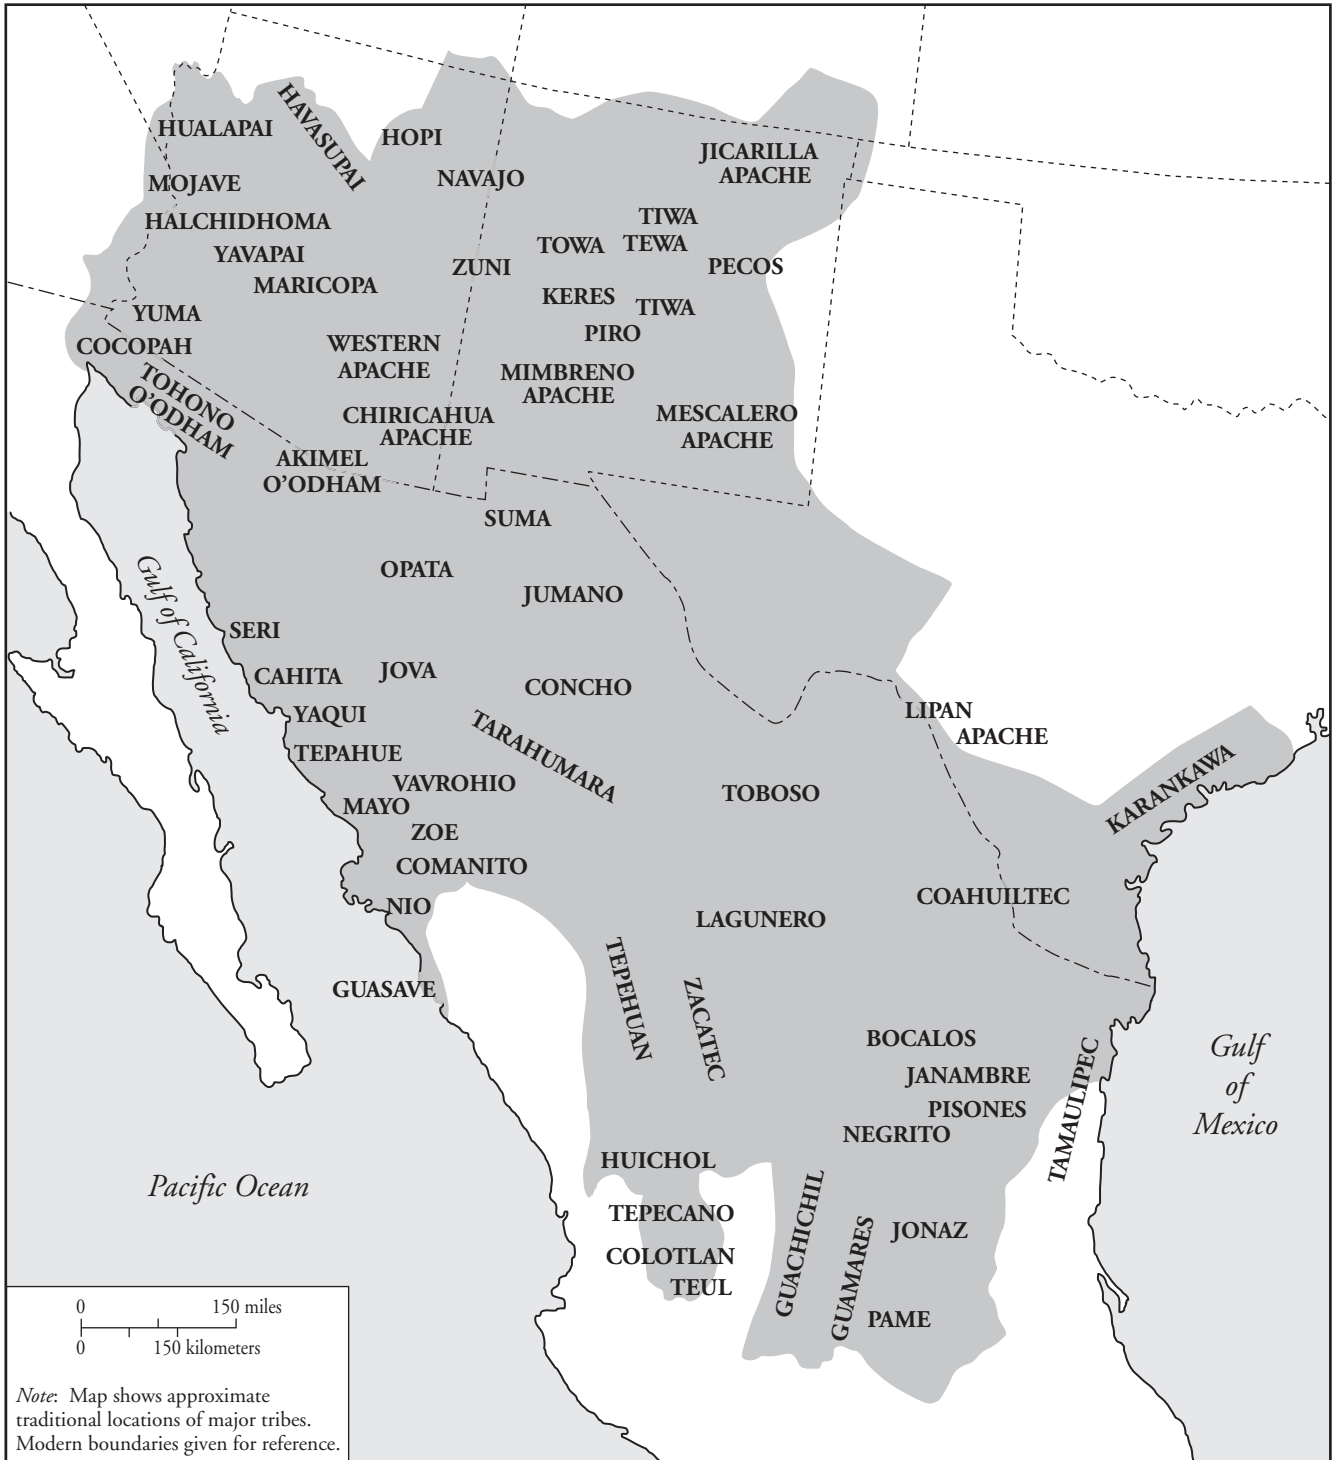 HUALAPAI
HAVASUPAI
HOPI
JICARILLA
APACHE
MOJAVE
NAVAJO
HALCHIDHOMA
TIWA
YAVAPAI
TOWA
TEWA
MARICOPA
ZUNI
PECOS
KERES
TIWA
YUMA
PIRO
COCOPAH
WESTERN
APACHE
MIMBRENO
APACHE
TOHONO
O'ODHAM
CHIRICAHUA
APACHE
MESCALERO
APACHE
AKIMEL
O'ODHAM
SUMA
OPATA
JUMANO
Gulf of California
SERI
CAHITA
JOVA
CONCHO
YAQUI
LIPAN
APACHE
TARAHUMARA
TEPAHUE
VAVROHIO
TOBOSO
KARANKAWA
MAYO
ZOE
COMANITO
COAHUILTEC
NIO
LAGUNERO
GUASAVE
TEPEHUAN
ZACATEC
BOCALOS
JANAMBRE
PISONES
NEGRITO
TAMAULIPEC
Gulf
of
Mexico
HUICHOL
Pacific Ocean
TEPECANO
COLOTLAN
TEUL
GUACHICHIL
GUAMARES
JONAZ
PAME
0 150 miles
0 150 kilometers
Note: Map shows approximate
traditional locations of major tribes.
Modern boundaries given for reference.